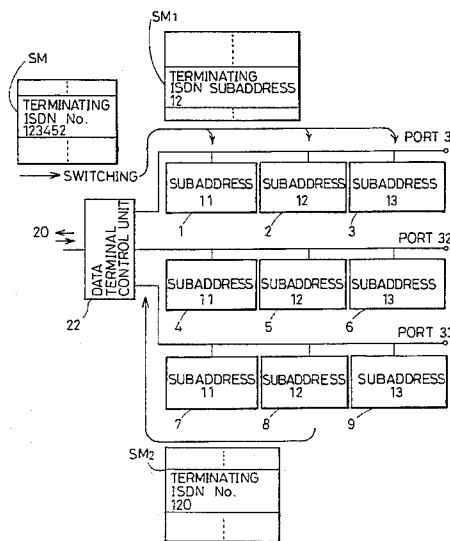 SM1
SM
TERMINATING
ISDN SUBADDRESS
12
TERMINATING
ISDN No.
123452
SWITCHING
PORT 3
SUBADDRESS
11
SUBADDRESS
12
SUBADDRESS
13
1
2
3
20
DATA
TERMINAL
CONTROL UNIT
22
PORT 32
SUBADDRESS
11
SUBADDRESS
12
SUBADDRESS
13
4
5
6
PORT 33
SUBADDRESS
11
SUBADDRESS
12
SUBADDRESS
13
7
8
9
SM2
TERMINATING
ISDN No.
120